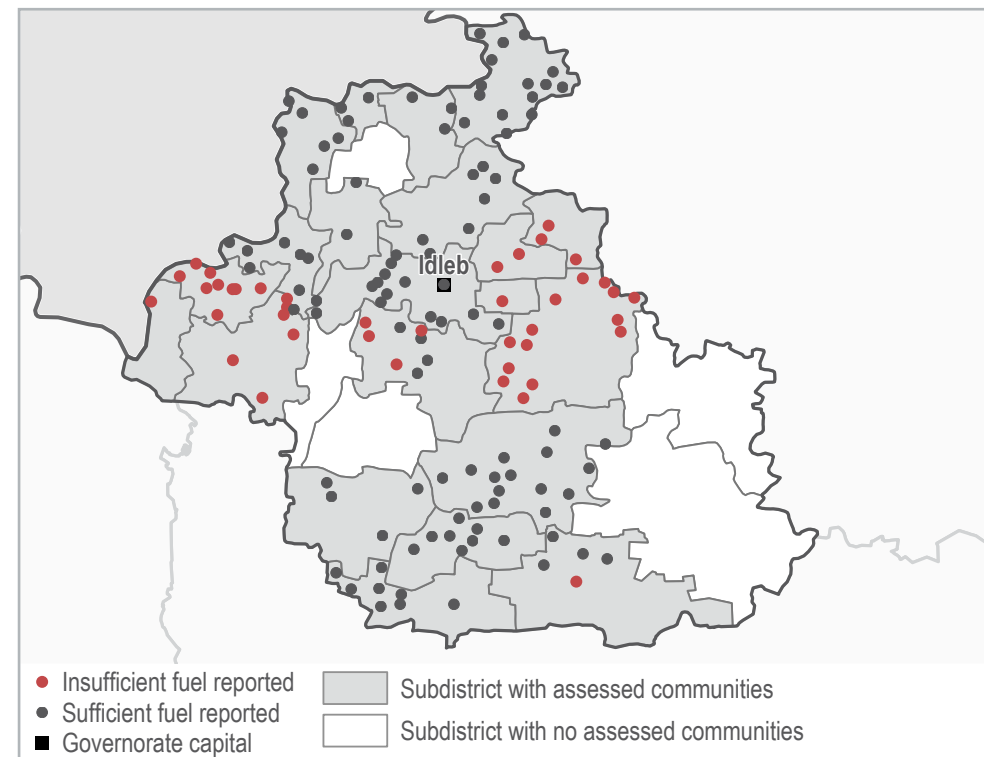 Idleb
Insufficient fuel reported
Sufficient fuel reported
Governorate capital
Subdistrict with assessed communities
Subdistrict with no assessed communities